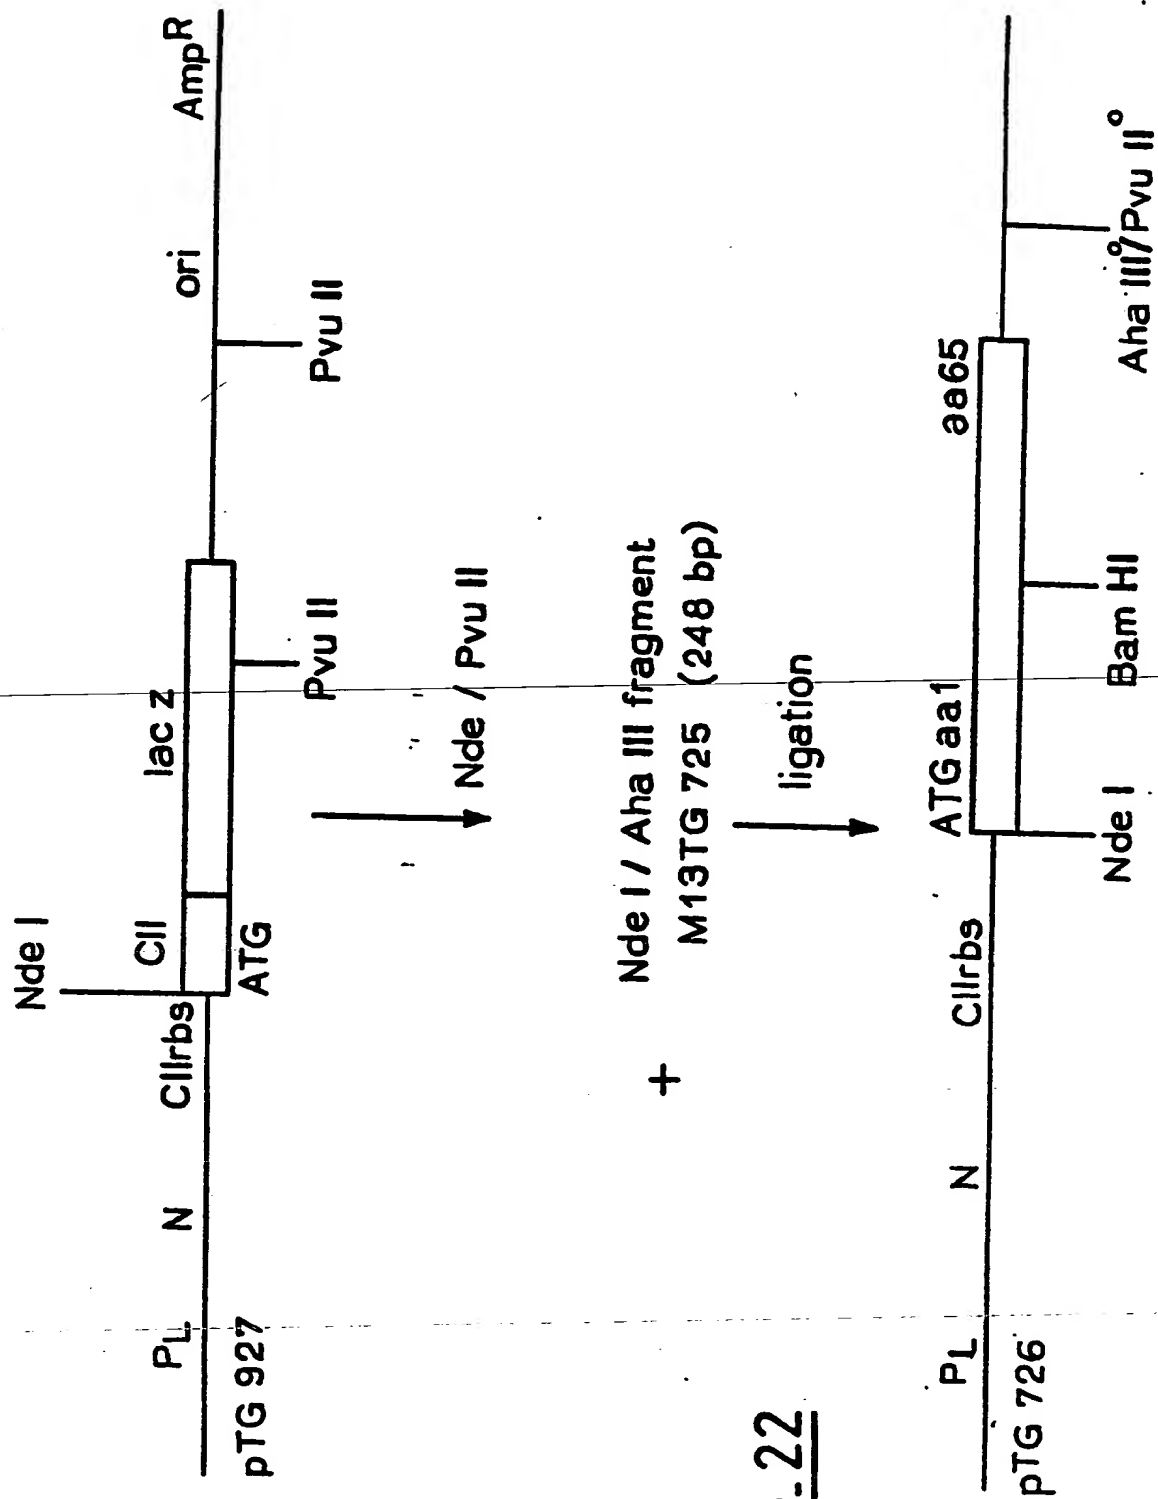 Nde I
PL N CIIrbs CII lac z ori AmpR
ATG
pTG 927
Pvu II Pvu II
Nde / Pvu II
+ Nde I / Aha III fragment
M13TG 725 (248 bp)
ligation
PL N CIIrbs ATG aa1 aa65
pTG 726
Nde I Bam HI Aha III°/Pvu II°
22